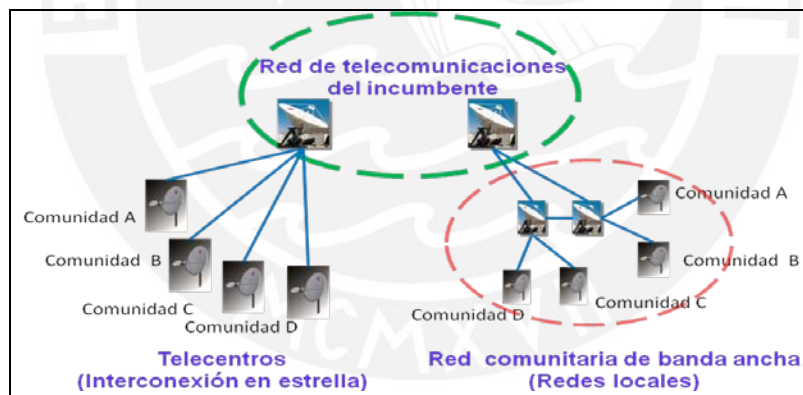 Red de telecomunicaciones
del incumbente
Comunidad A
Comunidad B
Comunidad C
Comunidad D
Comunidad A
Comunidad B
Comunidad C
Comunidad D
Telecentros
(Interconexión en estrella)
Red comunitaria de banda ancha
(Redes locales)
MCMXVII